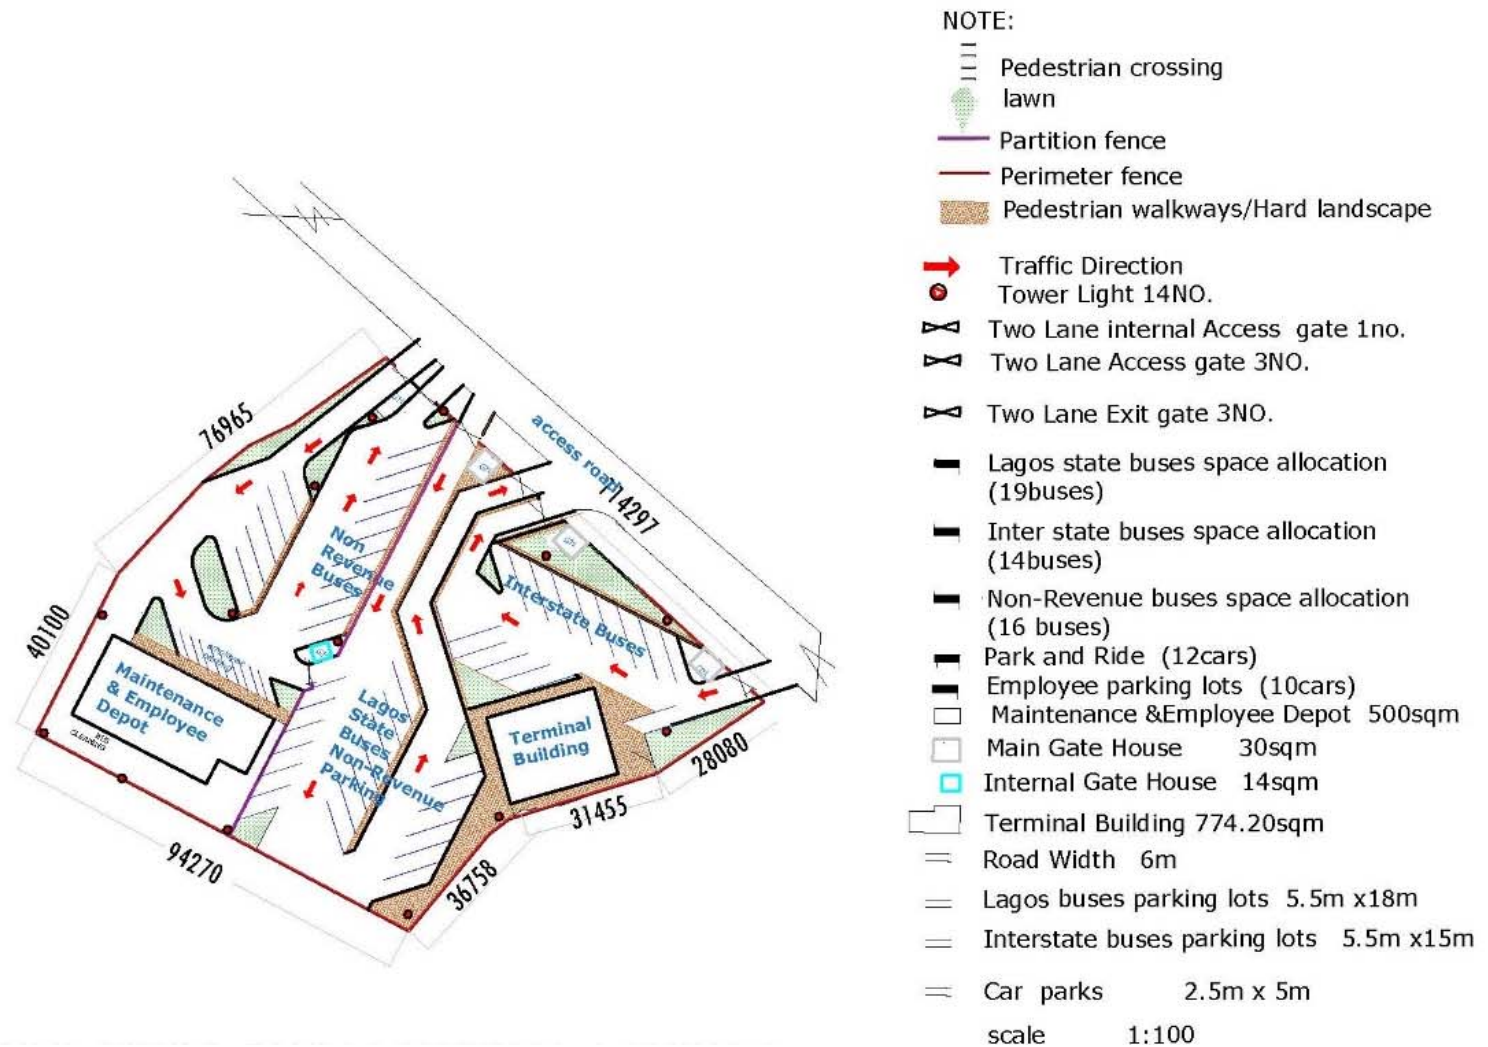 NOTE:
Pedestrian crossing
lawn
Partition fence
Perimeter fence
Pedestrian walkways/Hard landscape
Traffic Direction
Tower Light 14NO.
Two Lane internal Access gate 1no.
Two Lane Access gate 3NO.
Two Lane Exit gate 3NO.
Lagos state buses space allocation
(19buses)
Inter state buses space allocation
(14buses)
Non-Revenue buses space allocation
(16 buses)
Park and Ride (12cars)
Employee parking lots (10cars)
Maintenance &Employee Depot 500sqm
Main Gate House 30sqm
Internal Gate House 14sqm
Terminal Building 774.20sqm
Road Width 6m
Lagos buses parking lots 5.5m x18m
Interstate buses parking lots 5.5m x15m
Car parks 2.5m x 5m
scale 1:100
76965
access road
114297
Non
Revenue
Buses
Interstate Buses
40100
Maintenance
& Employee
Depot
BUS
CLEANING
Lagos
State
Buses
Non-Revenue
Parking
Terminal
Building
28080
31455
36758
94270